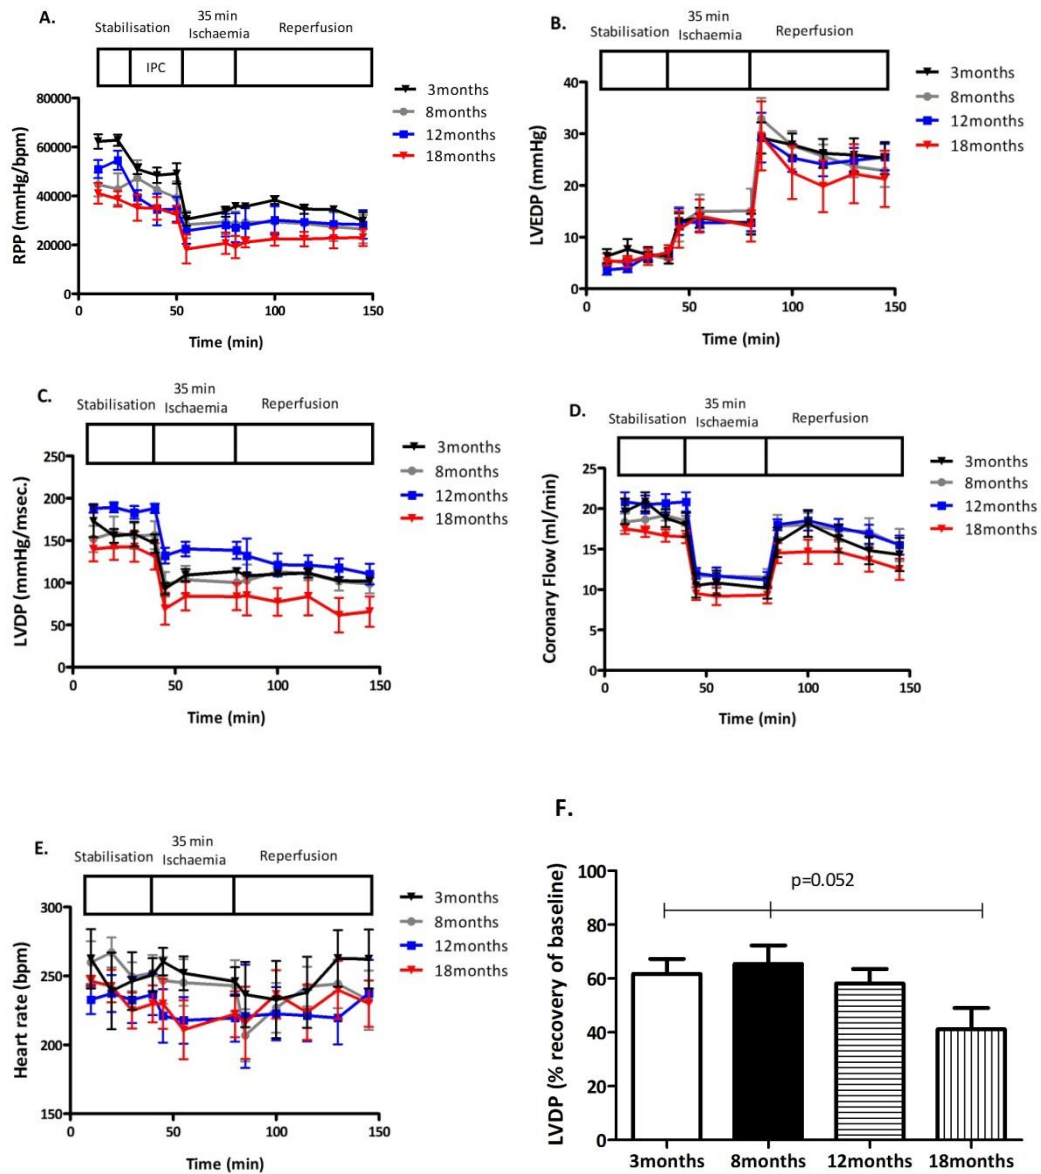 A.
Stabilisation
35 min
Ischaemia
Reperfusion
IPC
3months
8months
12months
18months
RPP (mmHg/bpm)
80000
60000
40000
20000
0
0 50 100 150
Time (min)
B.
Stabilisation
35 min
Ischaemia
Reperfusion
3months
8months
12months
18months
LVEDP (mmHg)
40
30
20
10
0
0 50 100 150
Time (min)
C.
Stabilisation
35 min
Ischaemia
Reperfusion
3months
8months
12months
18months
LVDP (mmHg/msec.)
250
200
150
100
50
0
0 50 100 150
Time (min)
D.
Stabilisation
35 min
Ischaemia
Reperfusion
3months
8months
12months
18months
Coronary Flow (ml/min)
25
20
15
10
5
0
0 50 100 150
Time (min)
E.
Stabilisation
35 min
Ischaemia
Reperfusion
3months
8months
12months
18months
Heart rate (bpm)
300
250
200
150
0 50 100 150
Time (min)
F.
LVDP (% recovery of baseline)
100
80
60
40
20
0
p=0.052
3months 8months 12months 18months